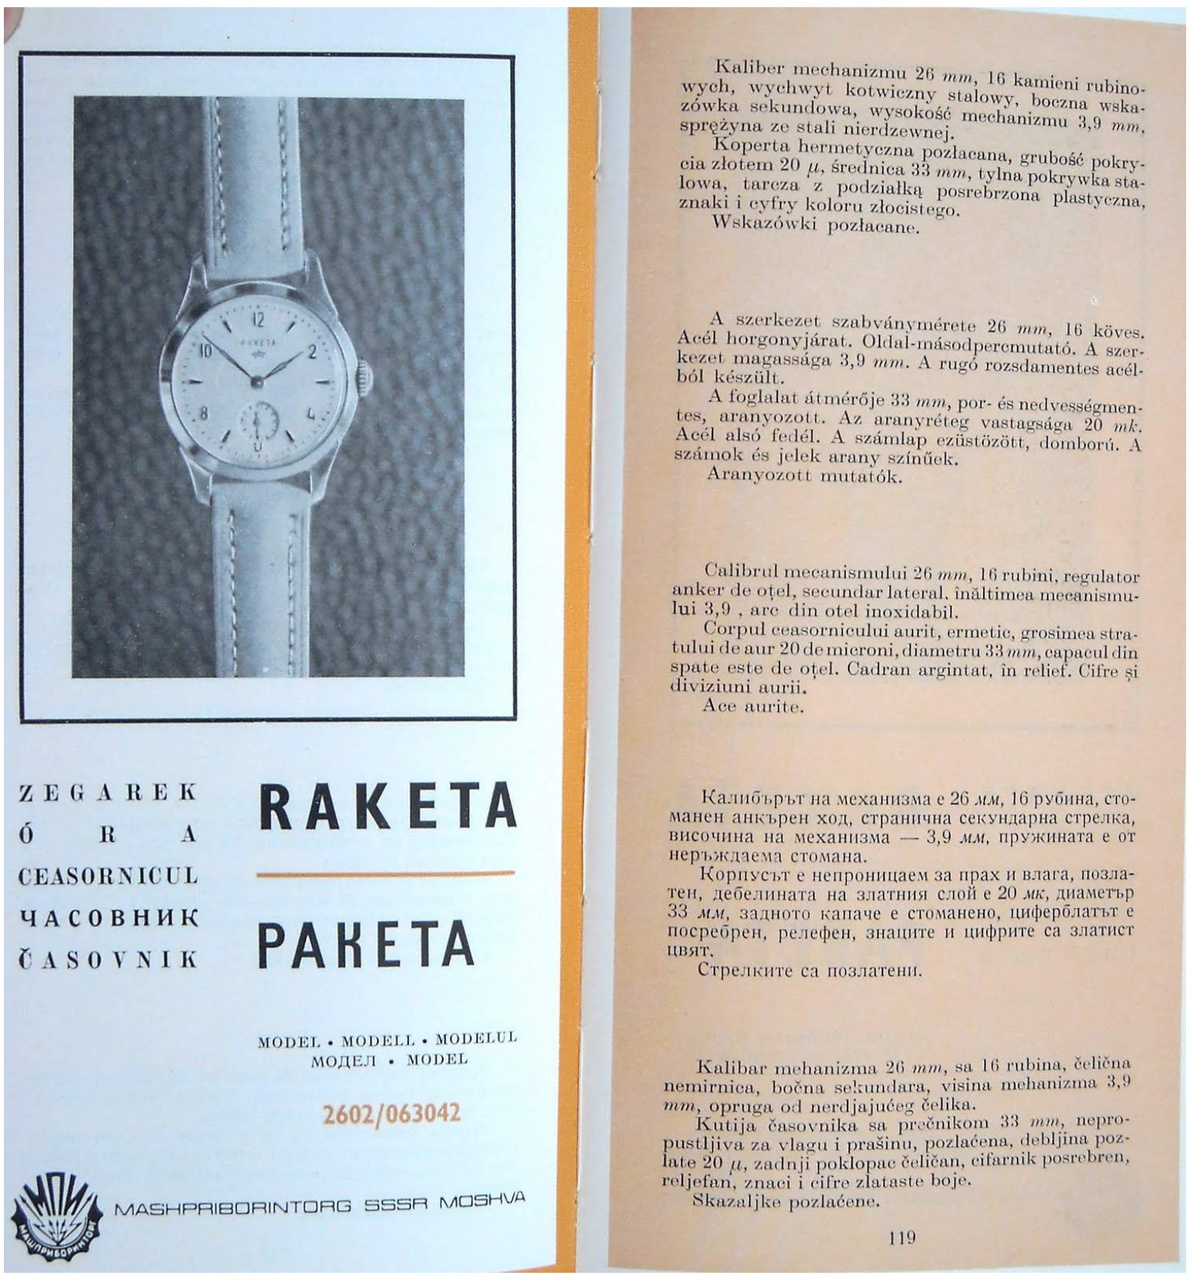 12
РАКЕТА
10
2
8
4
ZEGAREK
ÓRA
CEASORNICUL
ЧАСОВНИК
ČASOVNIK
RAKETA
РАКЕТА
MODEL • MODELL • MODELUL
МОДЕЛ • MODEL
2602/063042
МПИ
МАШПРИБОРИНТОРГ
MASHPRIBORINTORG SSSR MOSHVA
Kaliber mechanizmu 26 mm, 16 kamieni rubino-
wych, wychwyt kotwiczny stalowy, boczna wska-
zówka sekundowa, wysokość mechanizmu 3,9 mm,
sprężyna ze stali nierdzewnej.
Koperta hermetyczna pozłacana, grubość pokry-
cia złotem 20 μ, średnica 33 mm, tylna pokrywka sta-
lowa, tarcza z podziałką posrebrzona plastyczna,
znaki i cyfry koloru złocistego.
Wskazówki pozłacane.
A szerkezet szabványmérete 26 mm, 16 köves.
Acél horgonyjárat. Oldal-másodpercmutató. A szer-
kezet magassága 3,9 mm. A rugó rozsdamentes acél-
ból készült.
A foglalat átmérője 33 mm, por- és nedvességmen-
tes, aranyozott. Az aranyréteg vastagsága 20 mk.
Acél alsó fedél. A számlap ezüstözött, domború. A
számok és jelek arany színűek.
Aranyozott mutatók.
Calibrul mecanismului 26 mm, 16 rubini, regulator
anker de oțel, secundar lateral. înăltimea mecanismu-
lui 3,9 , arc din otel inoxidabil.
Corpul ceasornicului aurit, ermetic, grosimea stra-
tului de aur 20 de microni, diametru 33 mm, capacul din
spate este de oțel. Cadran argintat, în relief. Cifre și
diviziuni aurii.
Ace aurite.
Калибърът на механизма е 26 мм, 16 рубина, сто-
манен анкърен ход, странична секундарна стрелка,
височина на механизма — 3,9 мм, пружината е от
неръждаема стомана.
Корпусът е непроницаем за прах и влага, позла-
тен, дебелината на златния слой е 20 мк, диаметър
33 мм, задното капаче е стоманено, циферблатът е
посребрен, релефен, знаците и цифрите са златист
цвят.
Стрелките са позлатени.
Kalibar mehanizma 26 mm, sa 16 rubina, čelična
nemirnica, bočna sekundara, visina mehanizma 3,9
mm, opruga od nerdjajućeg čelika.
Kutija časovnika sa prečnikom 33 mm, nepro-
pustljiva za vlagu i prašinu, pozlaćena, debljina poz-
late 20 μ, zadnji poklopac čeličan, cifarnik posrebren,
reljefan, znaci i cifre zlataste boje.
Skazaljke pozlaćene.
119